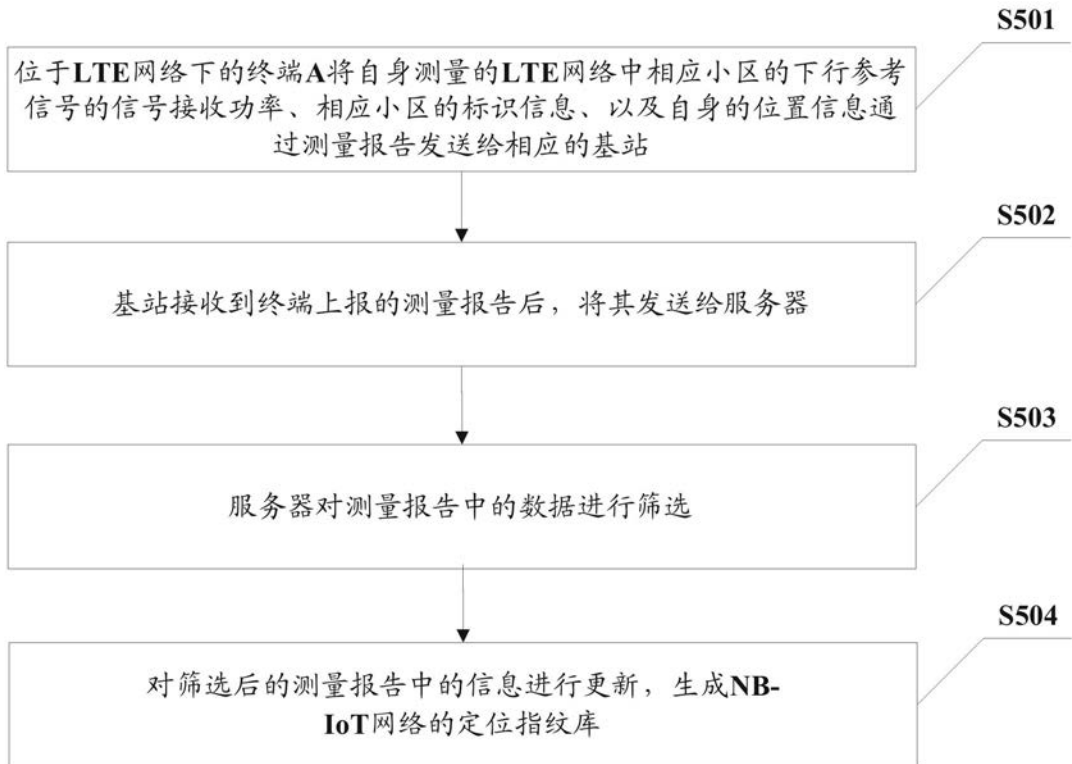 S501
位于LTE网络下的终端A将自身测量的LTE网络中相应小区的下行参考
信号的信号接收功率、相应小区的标识信息、以及自身的位置信息通
过测量报告发送给相应的基站
S502
基站接收到终端上报的测量报告后，将其发送给服务器
S503
服务器对测量报告中的数据进行筛选
S504
对筛选后的测量报告中的信息进行更新，生成NB-
IoT网络的定位指纹库